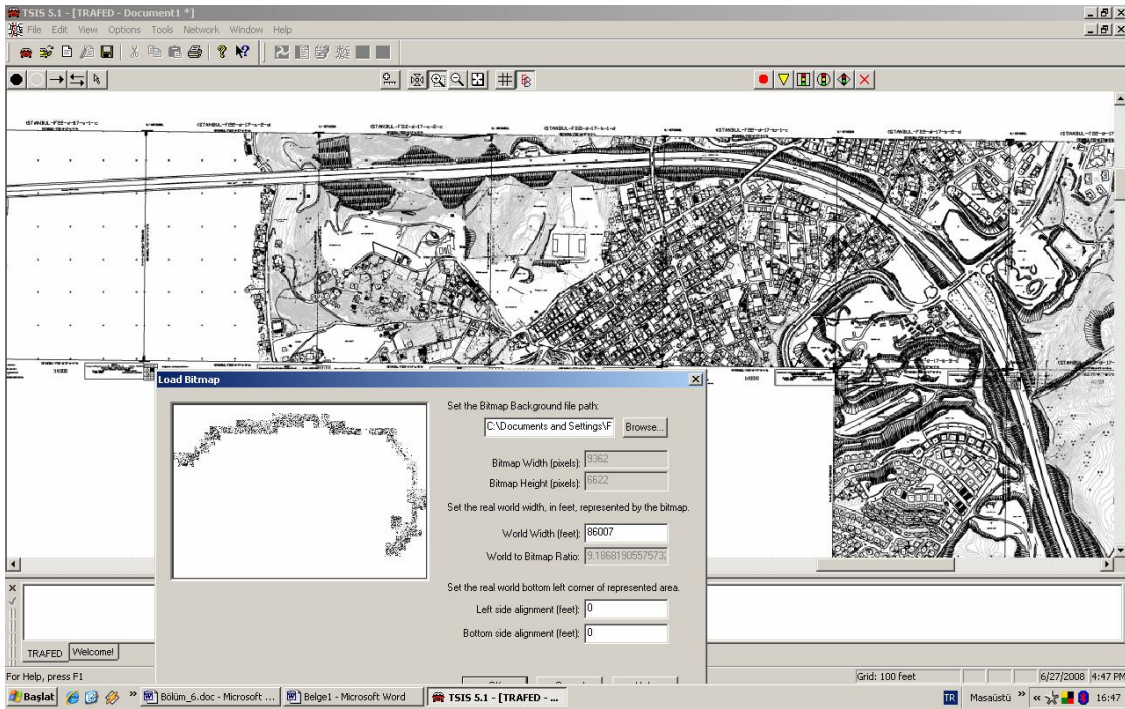 TSIS 5.1 - [TRAFED - Document1 *]
File Edit View Options Tools Network Window Help
Load Bitmap
Set the Bitmap Background file path:
C:\Documents and Settings\F Browse...
Bitmap Width (pixels): 9362
Bitmap Height (pixels): 6622
Set the real world width, in feet, represented by the bitmap.
World Width (feet): 86007
World to Bitmap Ratio: 9.1868190557573
Set the real world bottom left corner of represented area.
Left side alignment (feet): 0
Bottom side alignment (feet): 0
TRAFED Welcome!
For Help, press F1 Grid: 100 feet 6/27/2008 4:47 PM
Başlat Bölüm_6.doc - Microsoft ... Belge1 - Microsoft Word TSIS 5.1 - [TRAFED - ... TR Masaüstü 16:47